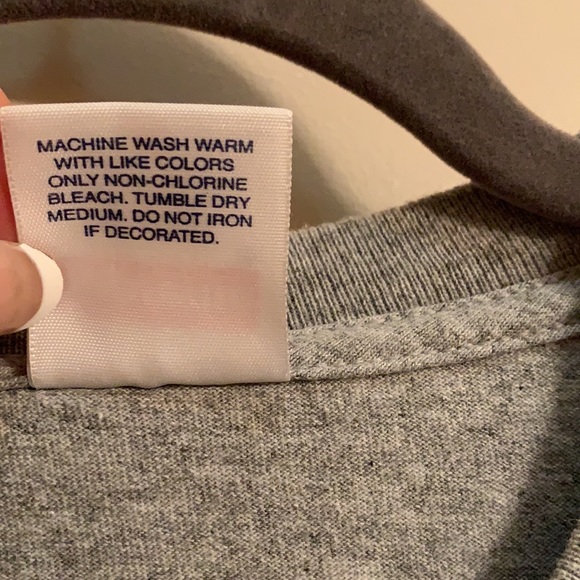 MACHINE WASH WARM
WITH LIKE COLORS
ONLY NON-CHLORINE
BLEACH. TUMBLE DRY
MEDIUM. DO NOT IRON
IF DECORATED.